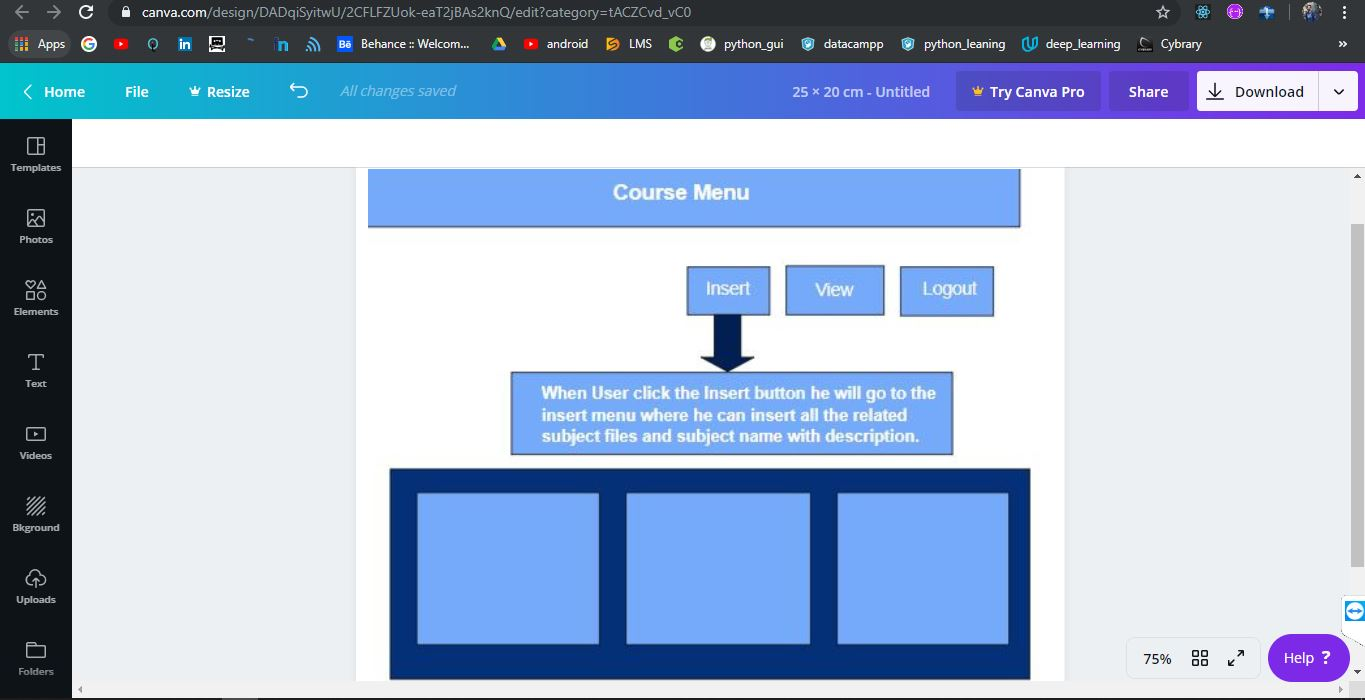 canva.com/design/DADqiSyitwU/2CFLFZUok-eaT2jBAs2knQ/edit?category=tACZCvd_vC0
Apps
in
n
Bē Behance :: Welcom...
android
LMS
python_gui
datacampp
python_leaning
deep_learning
Cybrary
»
Home File Resize All changes saved 25 × 20 cm - Untitled Try Canva Pro Share Download
Templates
Photos
Elements
Text
Videos
Bkground
Uploads
Folders
Course Menu
Insert View Logout
When User click the Insert button he will go to the
insert menu where he can insert all the related
subject files and subject name with description.
75%
Help ?